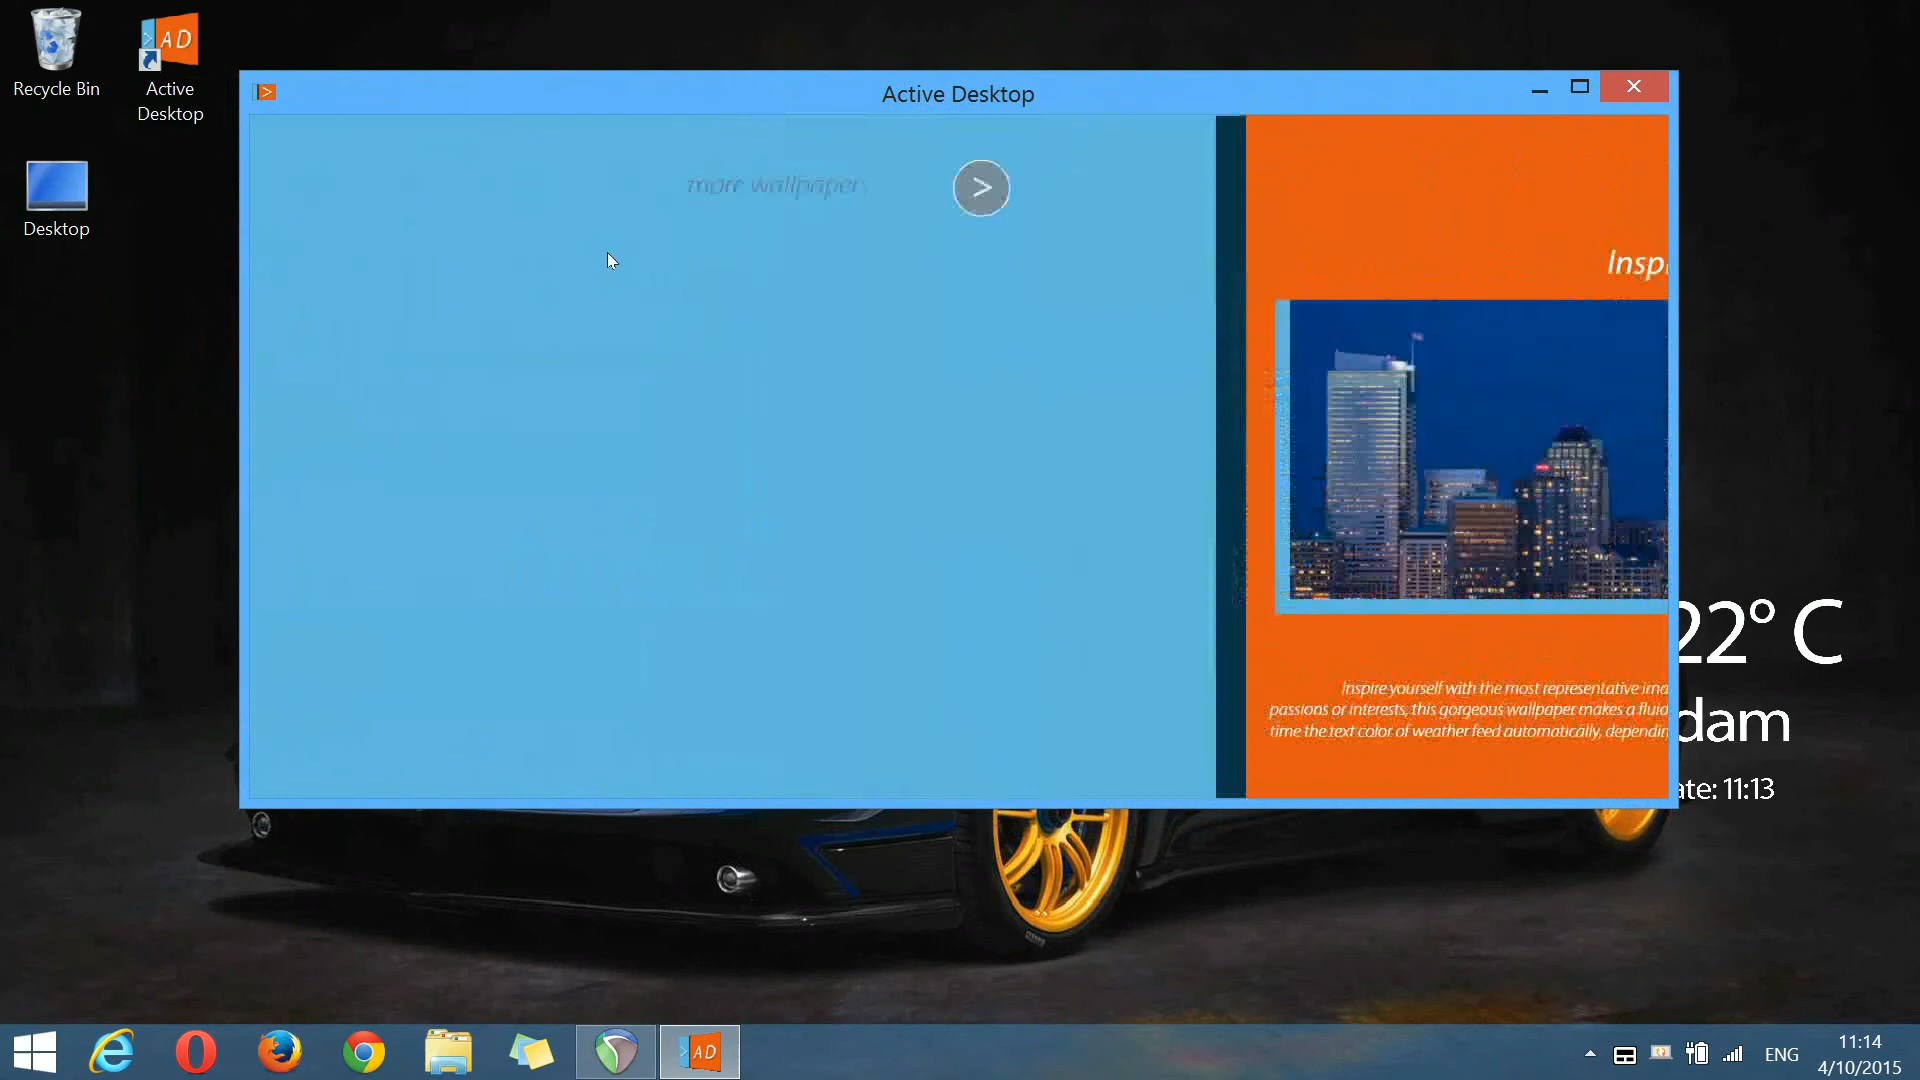 Recycle Bin
AD
Active
Desktop
Desktop
Active Desktop
more wallpapers
>
Inspi
Inspire yourself with the most representative ima
passions or interests, this gorgeous wallpaper makes a fluid
time the text color of weather feed automatically, dependin
22° C
dam
ate: 11:13
AD
ENG
11:14
4/10/2015